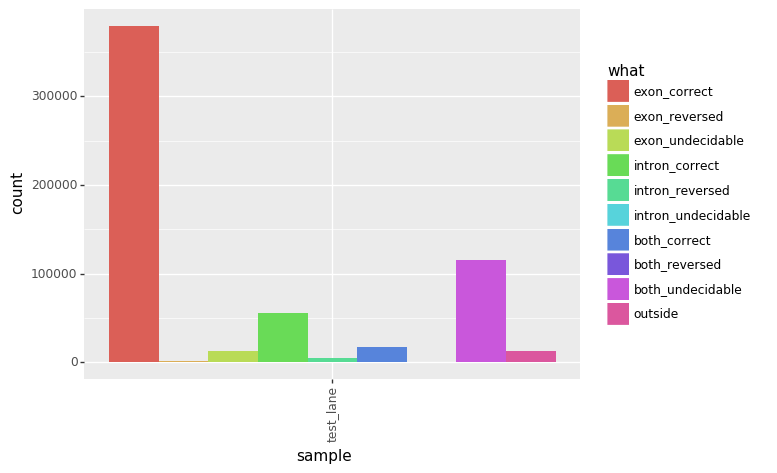 300000
200000
100000
0
count
test_lane
sample
what
exon_correct
exon_reversed
exon_undecidable
intron_correct
intron_reversed
intron_undecidable
both_correct
both_reversed
both_undecidable
outside